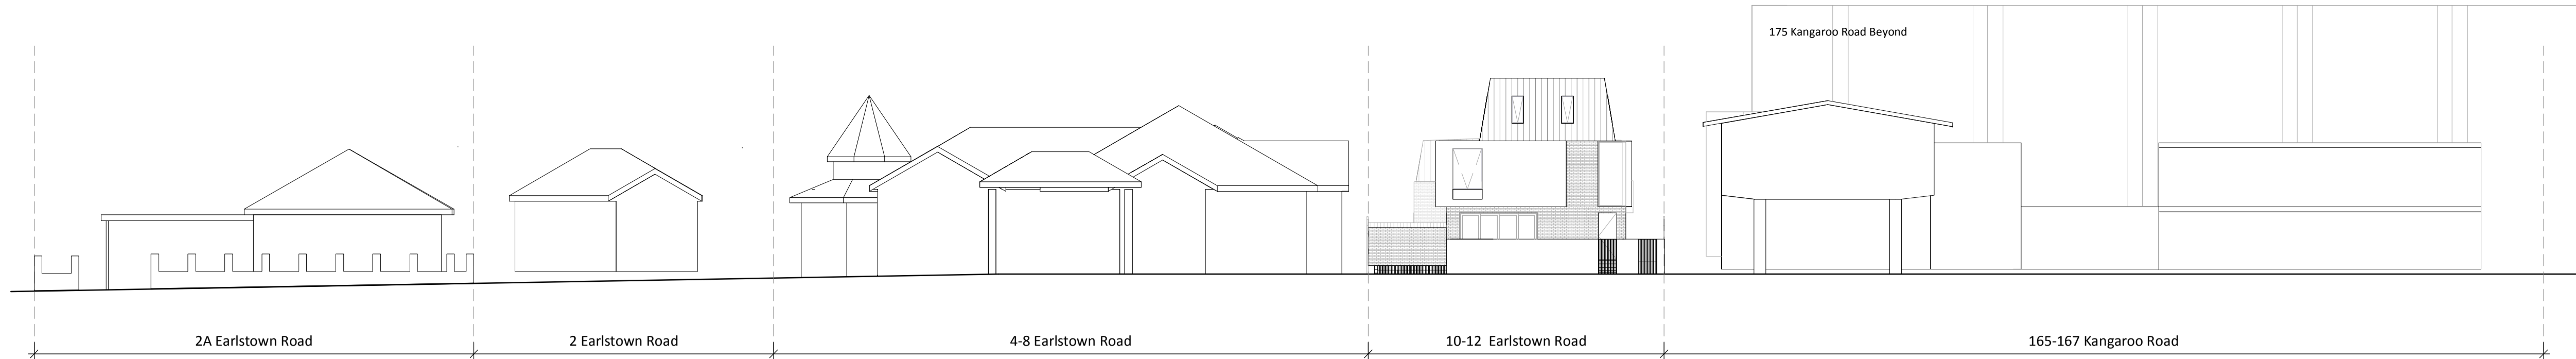 175 Kangaroo Road Beyond
2A Earlstown Road
2 Earlstown Road
4-8 Earlstown Road
10-12 Earlstown Road
165-167 Kangaroo Road